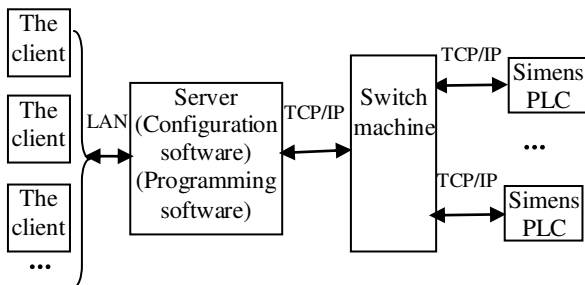 The
client
The
client
The
client
...
LAN
Server
(Configuration
software)
(Programming
software)
TCP/IP
Switch
machine
TCP/IP
Simens
PLC
...
TCP/IP
Simens
PLC